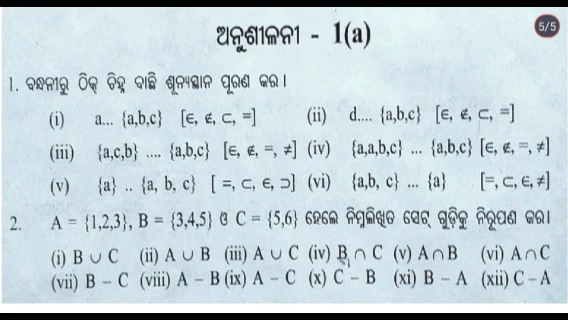 ଅନୁଶୀଳନୀ - 1(a)
5/5
1. ବନ୍ଧନୀରୁ ଠିକ୍ ଚିହ୍ନ ବାଛି ଶୂନ୍ୟସ୍ଥାନ ପୂରଣ କର।
(i) a... {a,b,c} [∈, ∉, ⊂, =] (ii) d.... {a,b,c} [∈, ∉, ⊂, =]
(iii) {a,c,b} .... {a,b,c} [∈, ∉, =, ≠] (iv) {a,a,b,c} ... {a,b,c} [∈, ∉, =, ≠]
(v) {a} .. {a, b, c} [ =, ⊂, ∈, ⊃] (vi) {a,b, c} ... {a} [=, ⊂, ∈, ≠]
2. A = {1,2,3}, B = {3,4,5} ଓ C = {5,6} ହେଲେ ନିମ୍ନଲିଖିତ ସେଟ୍ ଗୁଡ଼ିକୁ ନିରୂପଣ କର।
(i) B ∪ C (ii) A ∪ B (iii) A ∪ C (iv) B ∩ C (v) A ∩ B (vi) A ∩ C
(vii) B – C (viii) A – B (ix) A – C (x) C – B (xi) B – A (xii) C – A